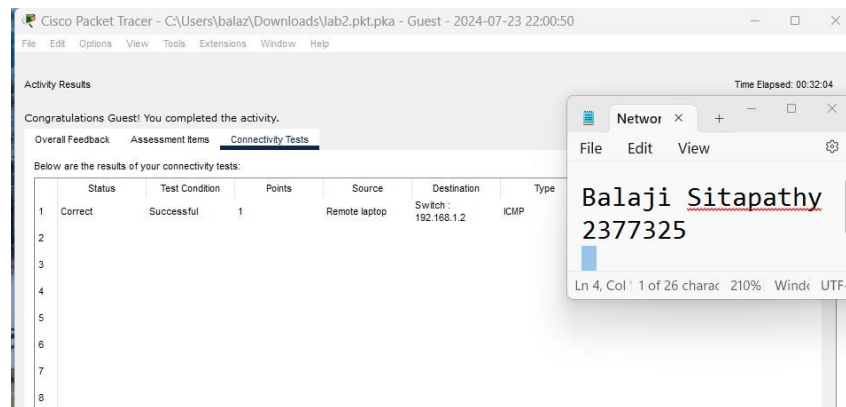 Cisco Packet Tracer - C:\Users\balaz\Downloads\lab2.pkt.pka - Guest - 2024-07-23 22:00:50
File Edit Options View Tools Extensions Window Help
Activity Results
Time Elapsed: 00:32:04
Congratulations Guest! You completed the activity.
Overall Feedback Assessment Items Connectivity Tests
Below are the results of your connectivity tests:
Status Test Condition Points Source Destination Type
1 Correct Successful 1 Remote laptop Switch : 192.168.1.2 ICMP
2
3
4
5
6
7
8
Networ
File Edit View
Balaji Sitapathy
2377325
Ln 4, Col 1 of 26 charac 210% Windo UTF-